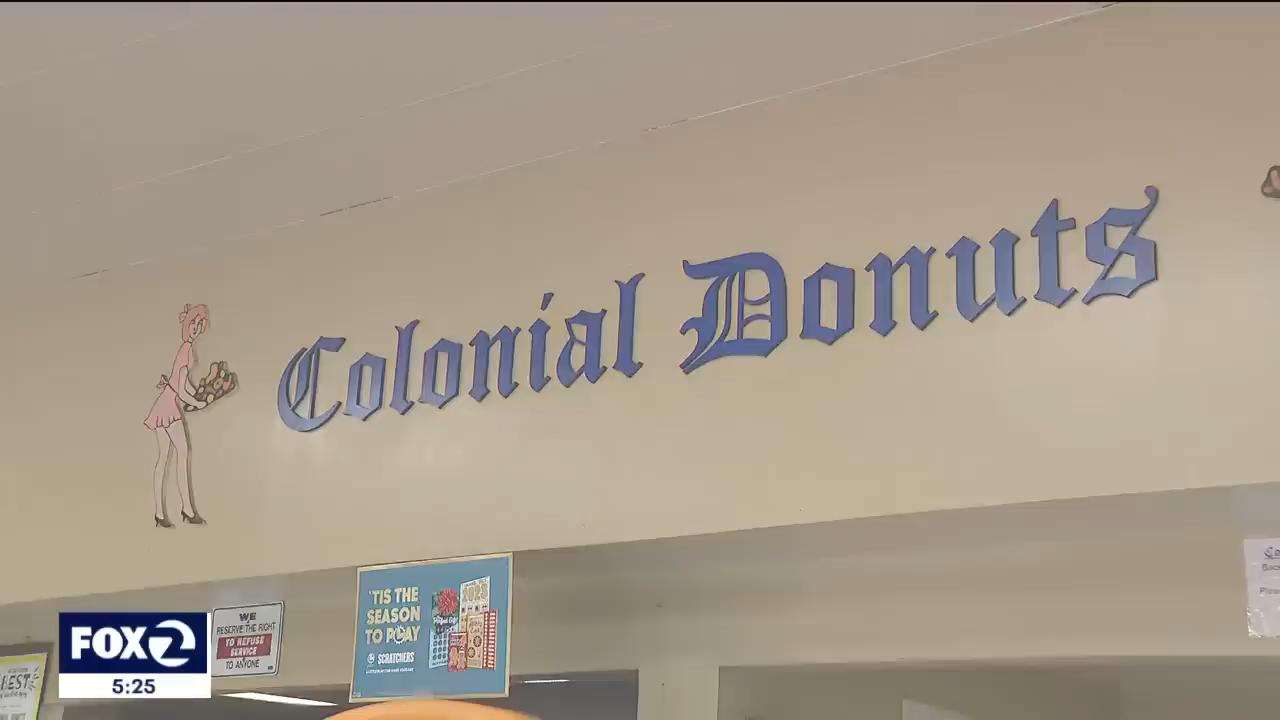 Colonial Donuts
'TIS THE
SEASON
TO PLAY
SCRATCHERS
WE
RESERVE THE RIGHT
TO REFUSE
SERVICE
TO ANYONE
FOX 2
5:25